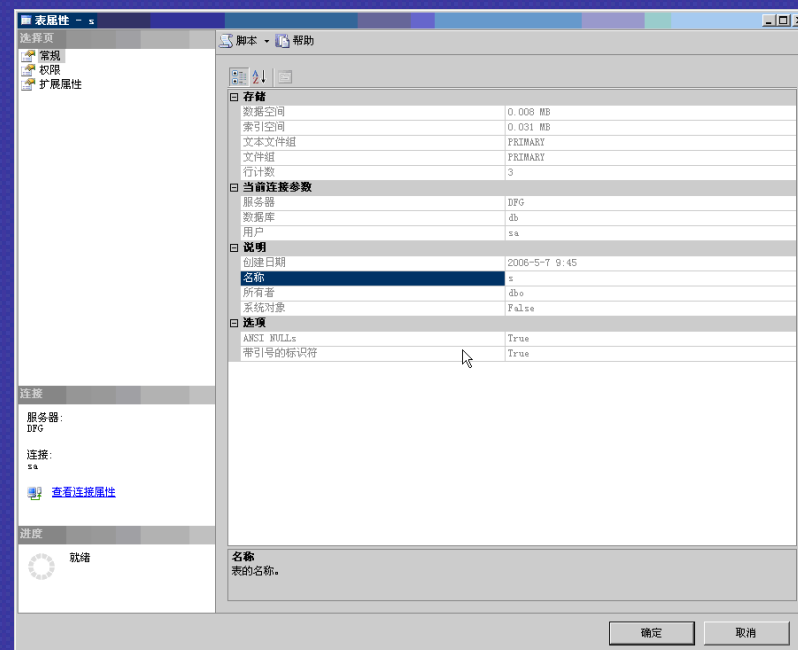 表属性 - s
选择页
常规
权限
扩展属性
脚本 帮助
存储
数据空间 0.008 MB
索引空间 0.031 MB
文本文件组 PRIMARY
文件组 PRIMARY
行计数 3
当前连接参数
服务器 DFG
数据库 db
用户 sa
说明
创建日期 2006-5-7 9:45
名称 s
所有者 dbo
系统对象 False
选项
ANSI NULLs True
带引号的标识符 True
连接
服务器:
DFG
连接:
sa
查看连接属性
进度
就绪
名称
表的名称。
确定 取消